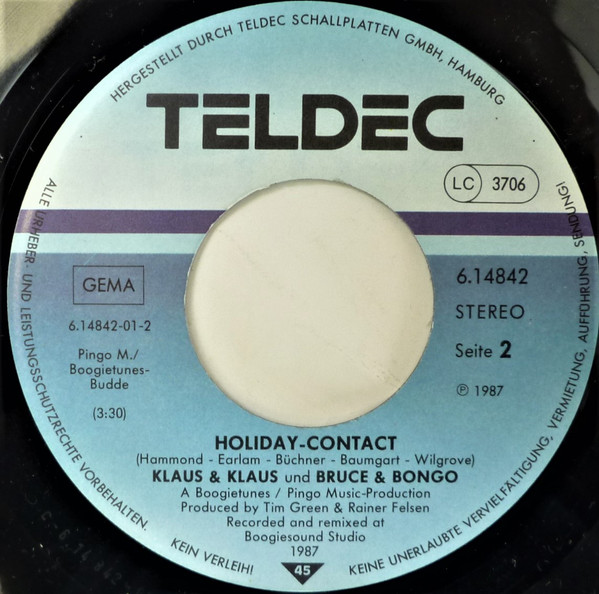 HERGESTELLT DURCH TELDEC SCHALLPLATTEN GMBH, HAMBURG
TELDEC
LC 3706
GEMA
6.14842-01-2
Pingo M./
Boogietunes-
Budde
(3:30)
6.14842
STEREO
Seite 2
℗ 1987
HOLIDAY-CONTACT
(Hammond - Earlam - Büchner - Baumgart - Wilgrove)
KLAUS & KLAUS und BRUCE & BONGO
A Boogietunes / Pingo Music-Production
Produced by Tim Green & Rainer Felsen
Recorded and remixed at
Boogiesound Studio
1987
45
ALLE URHEBER- UND LEISTUNGSSCHUTZRECHTE VORBEHALTEN.
KEIN VERLEIH!
KEINE UNERLAUBTE VERVIELFÄLTIGUNG, VERMIETUNG, AUFFÜHRUNG, SENDUNG!